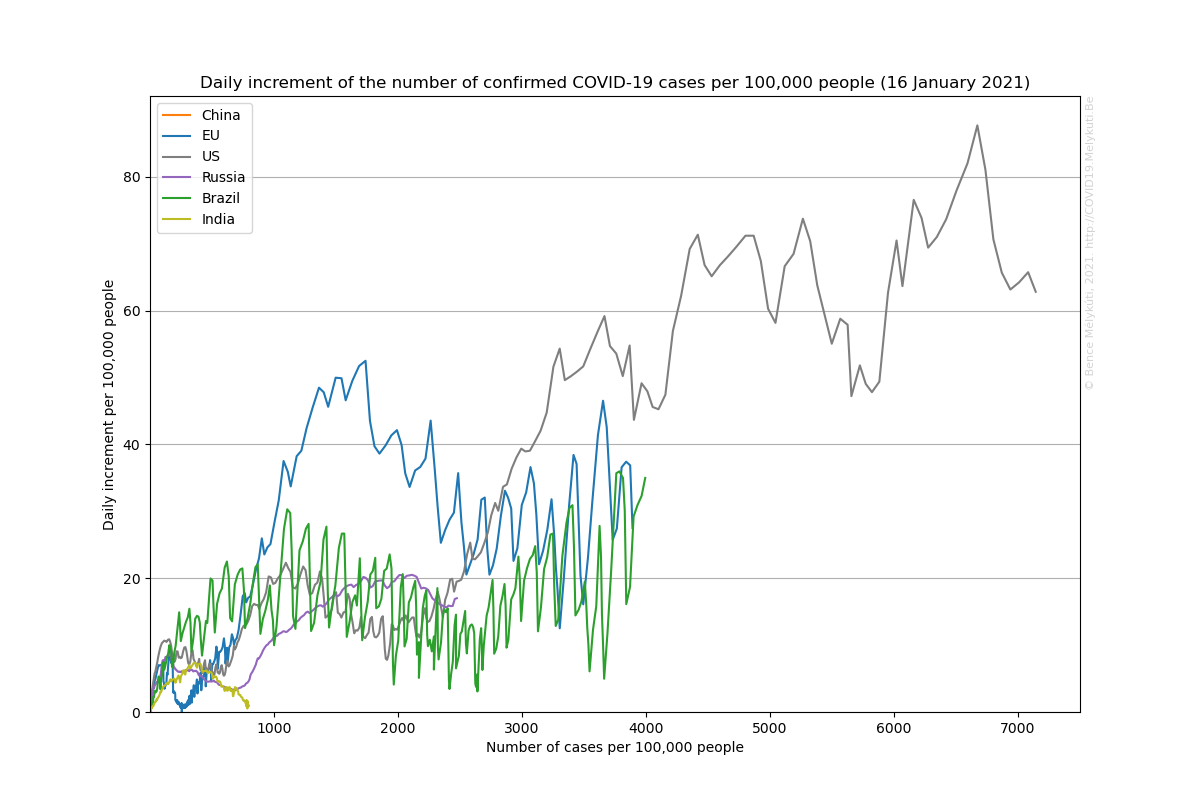 Daily increment of the number of confirmed COVID-19 cases per 100,000 people (16 January 2021)
China
EU
US
Russia
Brazil
India
80
60
40
20
0
Daily increment per 100,000 people
1000
2000
3000
4000
5000
6000
7000
Number of cases per 100,000 people
© Bence Mélykúti, 2021 http://COVID19.Melykuti.Be